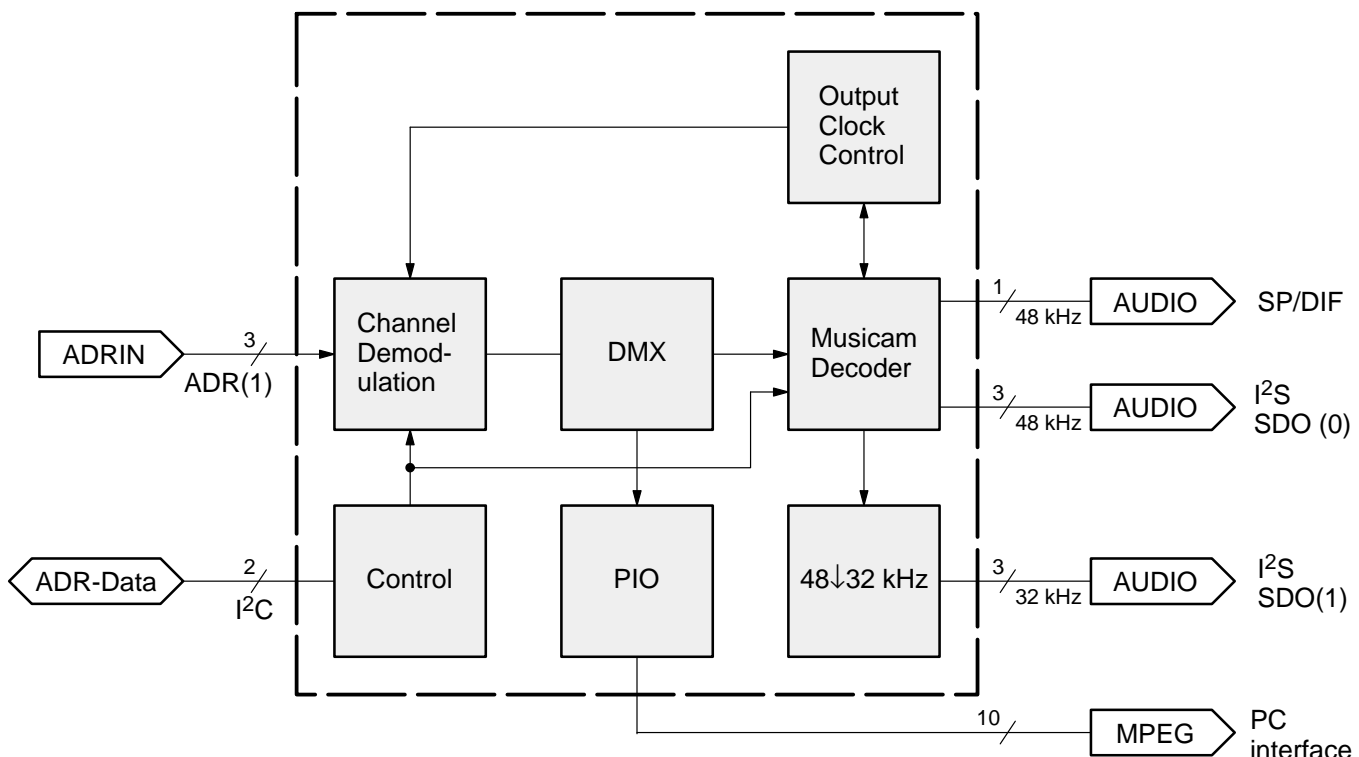 Output
Clock
Control
Channel
Demod-
ulation
DMX
Musicam
Decoder
1
48 kHz
AUDIO
SP/DIF
ADRIN
3
ADR(1)
3
48 kHz
AUDIO
I²S
SDO (0)
ADR-Data
2
I²C
Control
PIO
48↓32 kHz
3
32 kHz
AUDIO
I²S
SDO(1)
10
MPEG
PC
interface